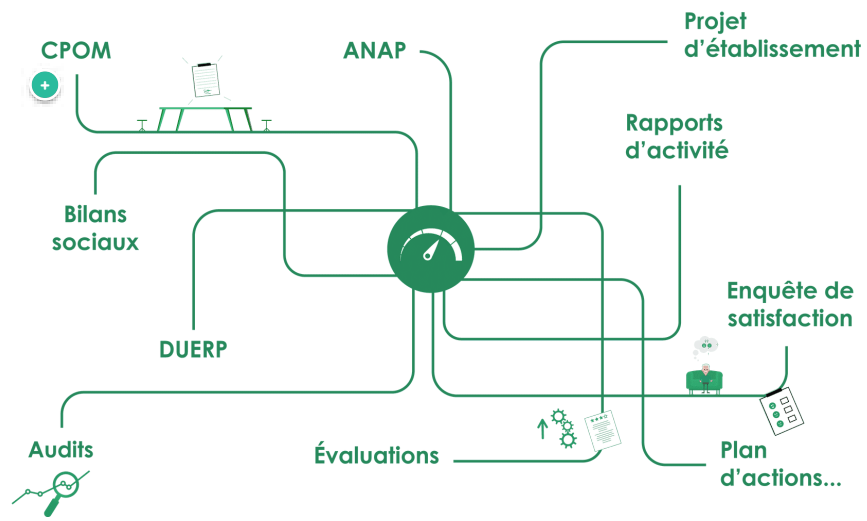 CPOM
ANAP
Projet
d'établissement
Rapports
d'activité
Bilans
sociaux
Enquête de
satisfaction
DUERP
Audits
Évaluations
Plan
d'actions...